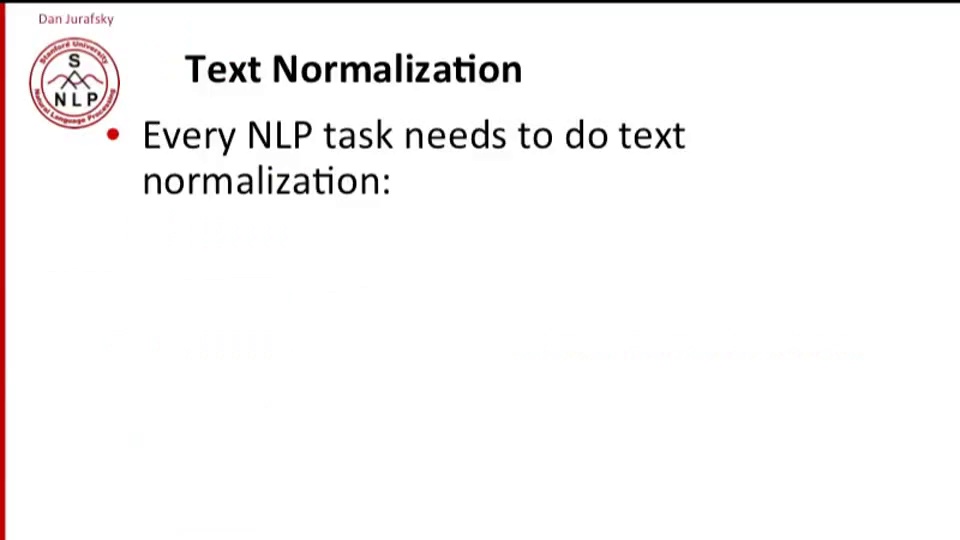 Dan Jurafsky
Stanford University
S
NLP
Natural Language Processing
Text Normalization
• Every NLP task needs to do text
normalization: